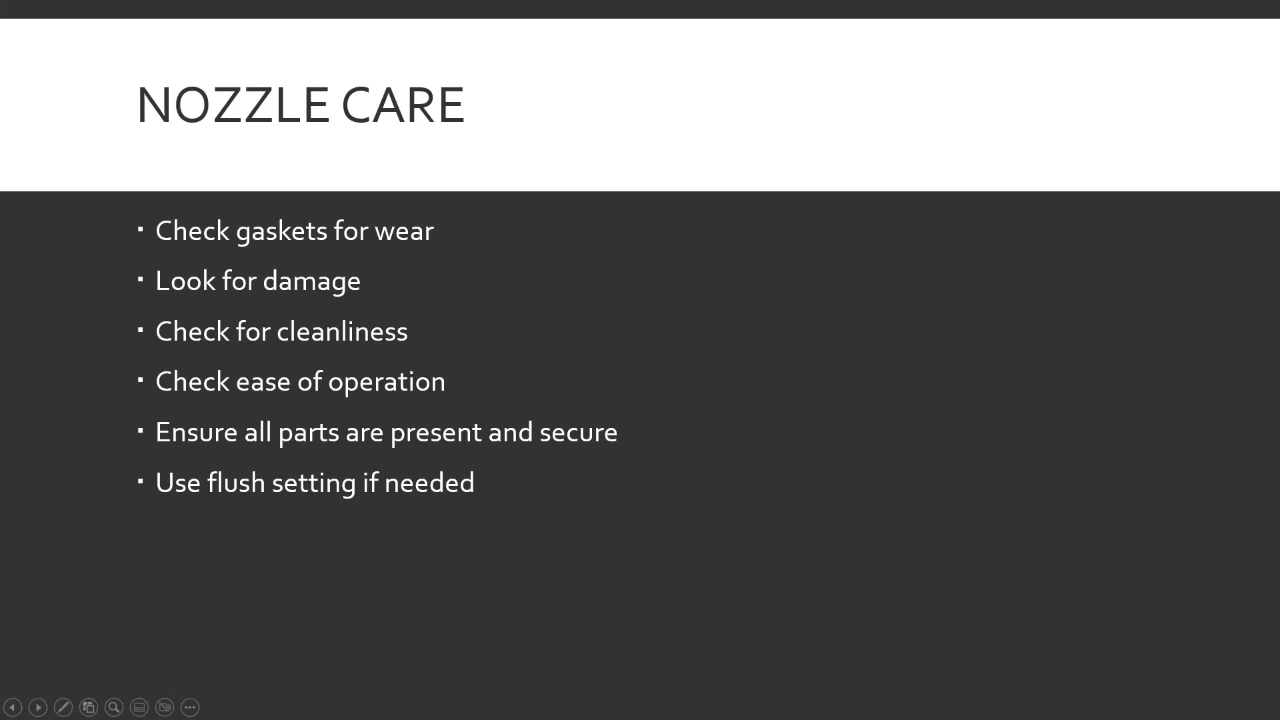 NOZZLE CARE
▪ Check gaskets for wear
▪ Look for damage
▪ Check for cleanliness
▪ Check ease of operation
▪ Ensure all parts are present and secure
▪ Use flush setting if needed